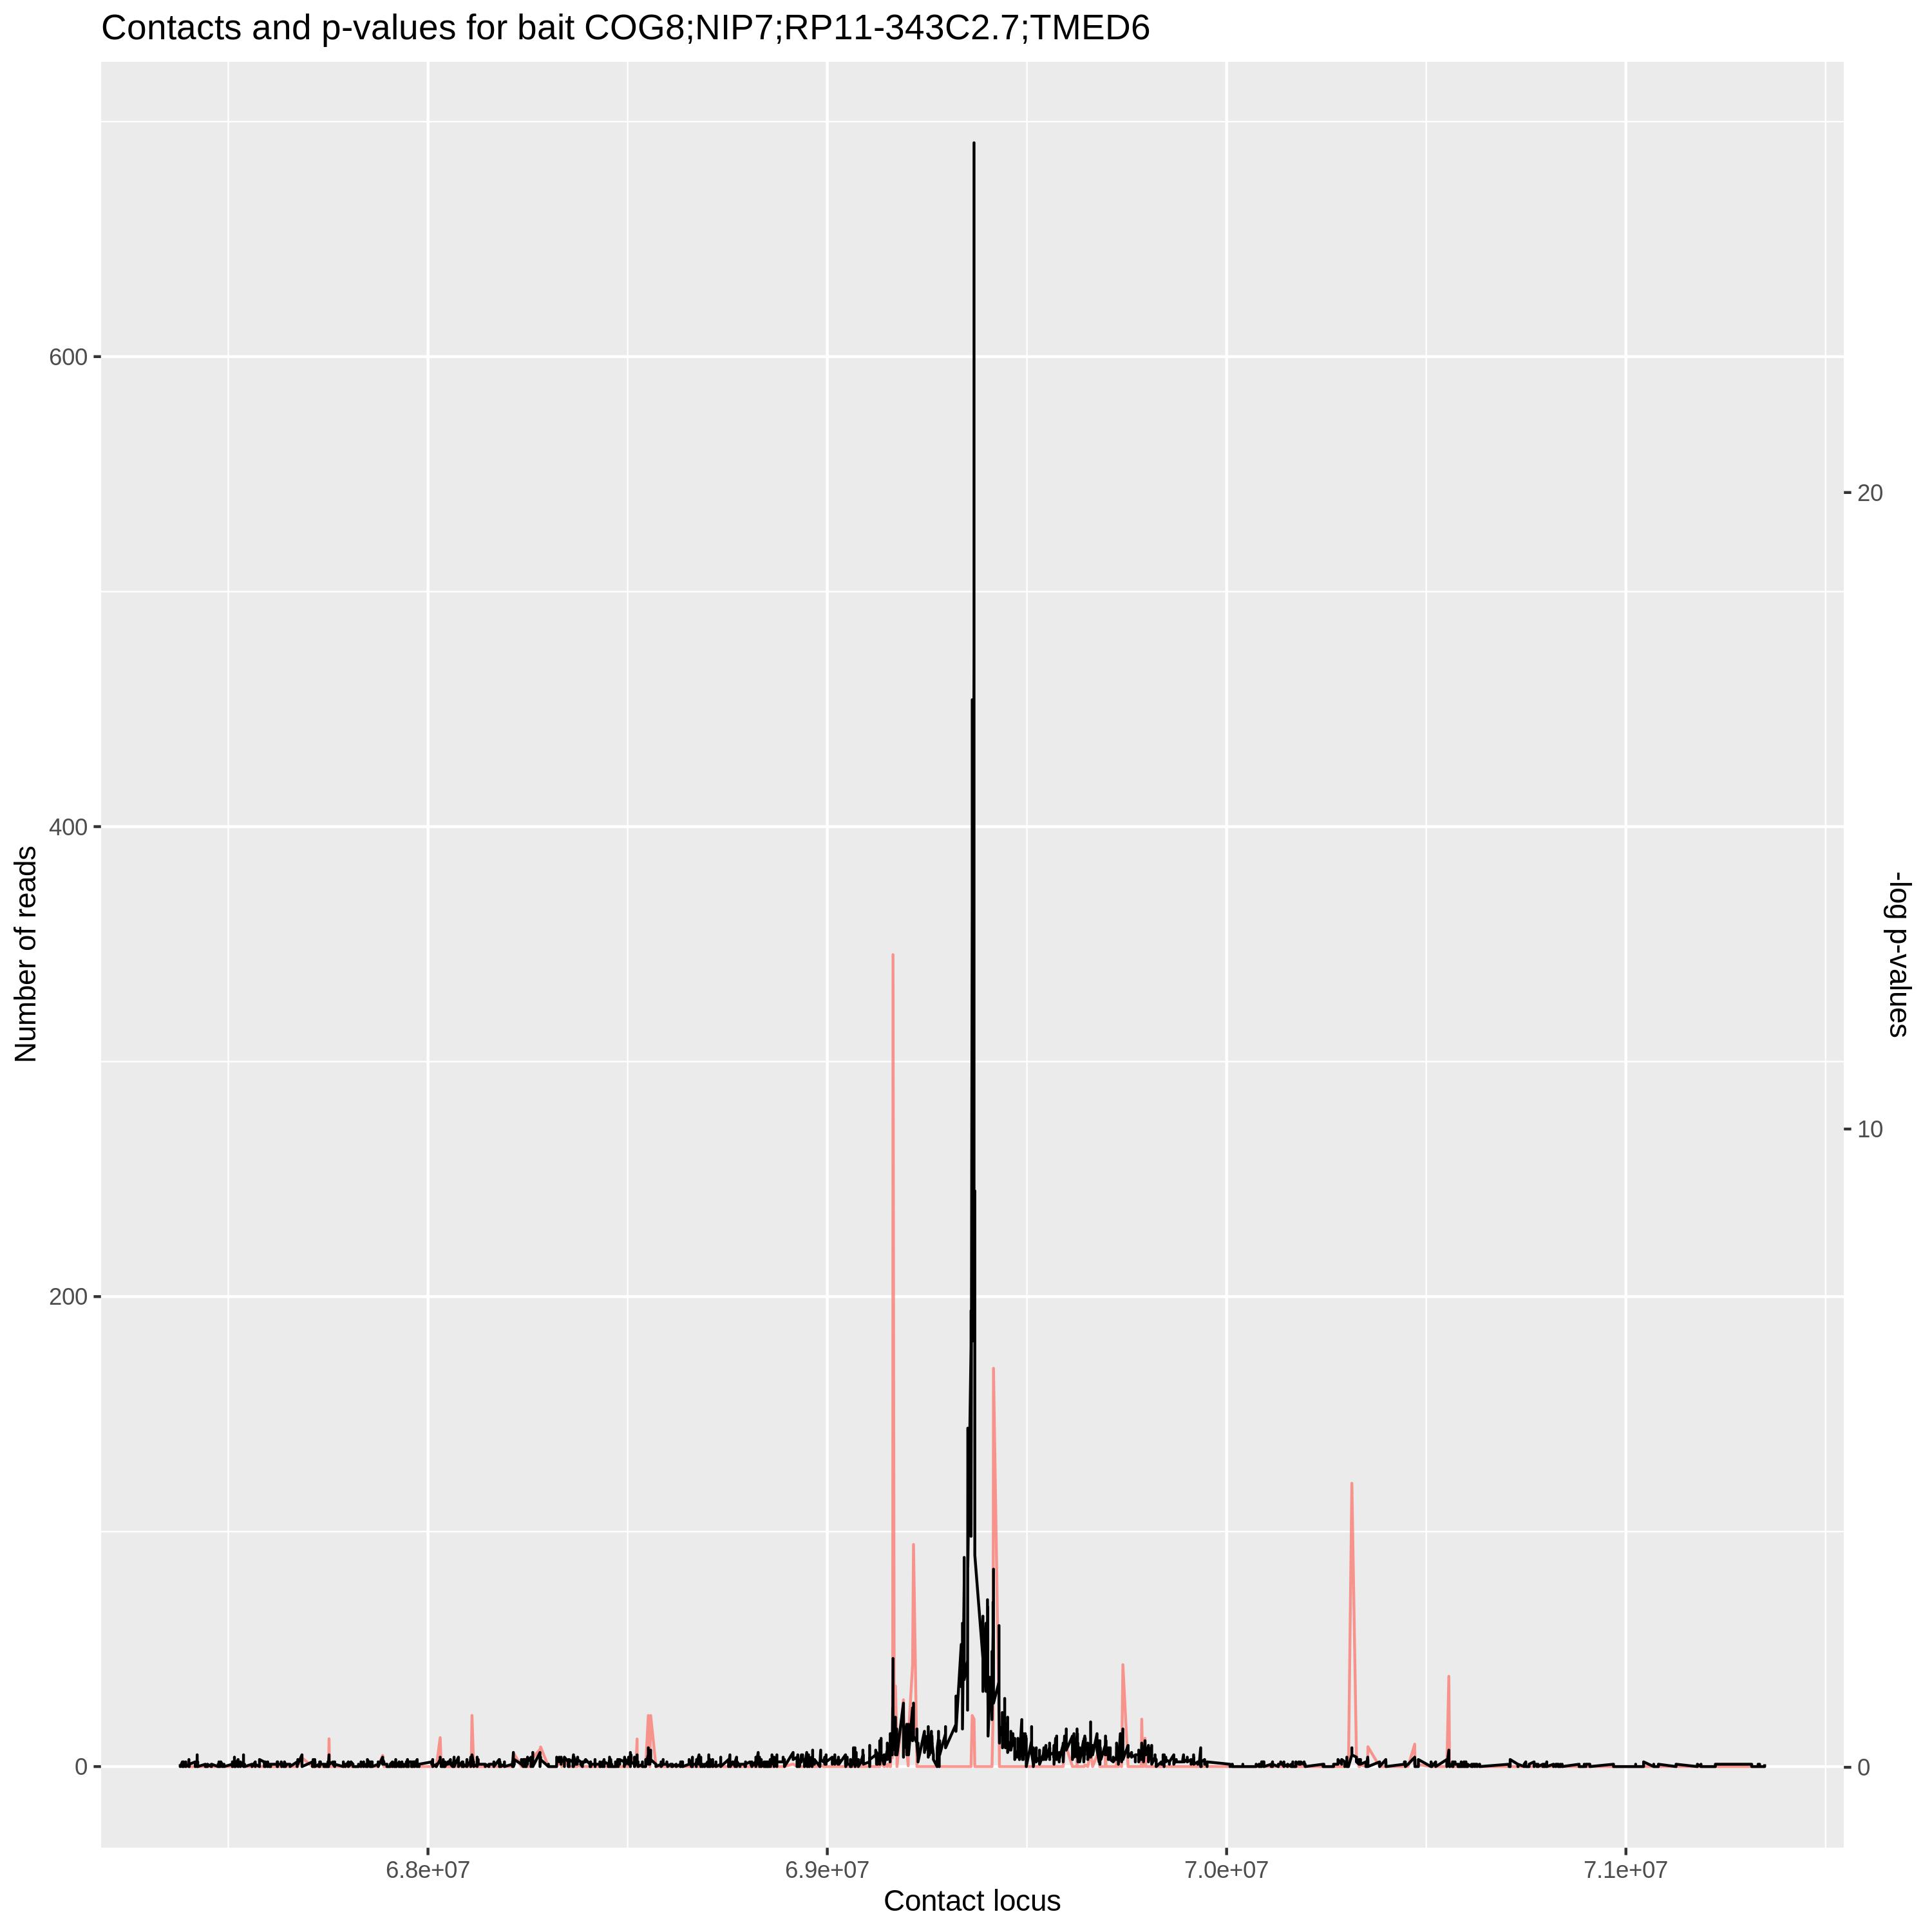 Contacts and p-values for bait COG8;NIP7;RP11-343C2.7;TMED6
600
400
200
0
Number of reads
20
10
0
-log p-values
6.8e+07
6.9e+07
7.0e+07
7.1e+07
Contact locus